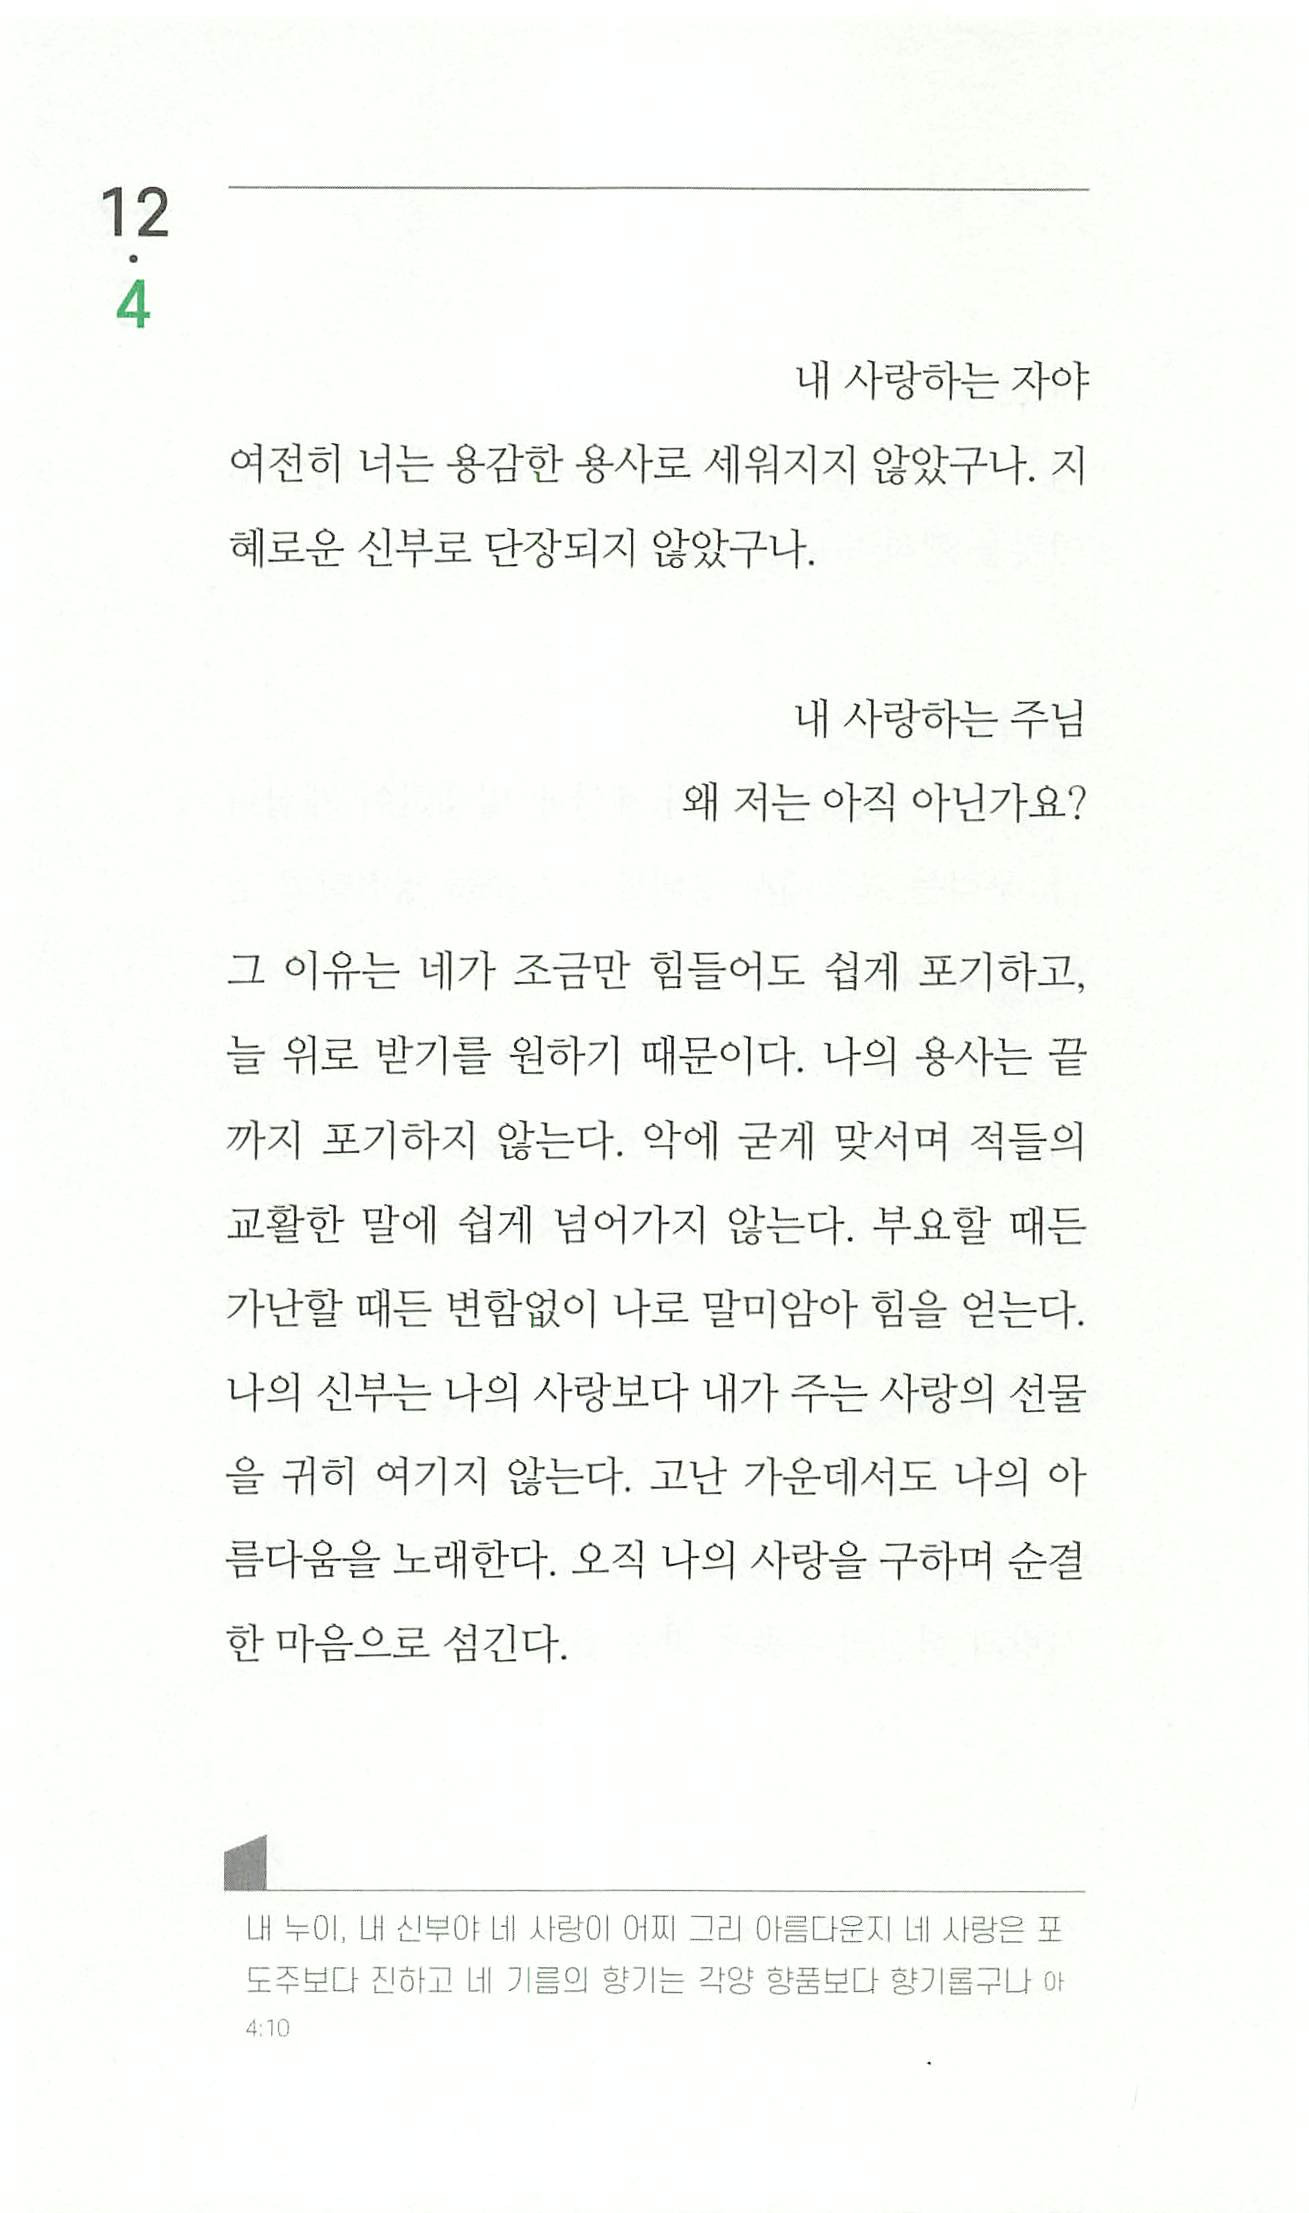 12
·
4
내 사랑하는 자야
여전히 너는 용감한 용사로 세워지지 않았구나. 지
혜로운 신부로 단장되지 않았구나.
내 사랑하는 주님
왜 저는 아직 아닌가요?
그 이유는 네가 조금만 힘들어도 쉽게 포기하고,
늘 위로 받기를 원하기 때문이다. 나의 용사는 끝
까지 포기하지 않는다. 악에 굳게 맞서며 적들의
교활한 말에 쉽게 넘어가지 않는다. 부요할 때든
가난할 때든 변함없이 나로 말미암아 힘을 얻는다.
나의 신부는 나의 사랑보다 내가 주는 사랑의 선물
을 귀히 여기지 않는다. 고난 가운데서도 나의 아
름다움을 노래한다. 오직 나의 사랑을 구하며 순결
한 마음으로 섬긴다.
내 누이, 내 신부야 네 사랑이 어찌 그리 아름다운지 네 사랑은 포
도주보다 진하고 네 기름의 향기는 각양 향품보다 향기롭구나 아
4:10